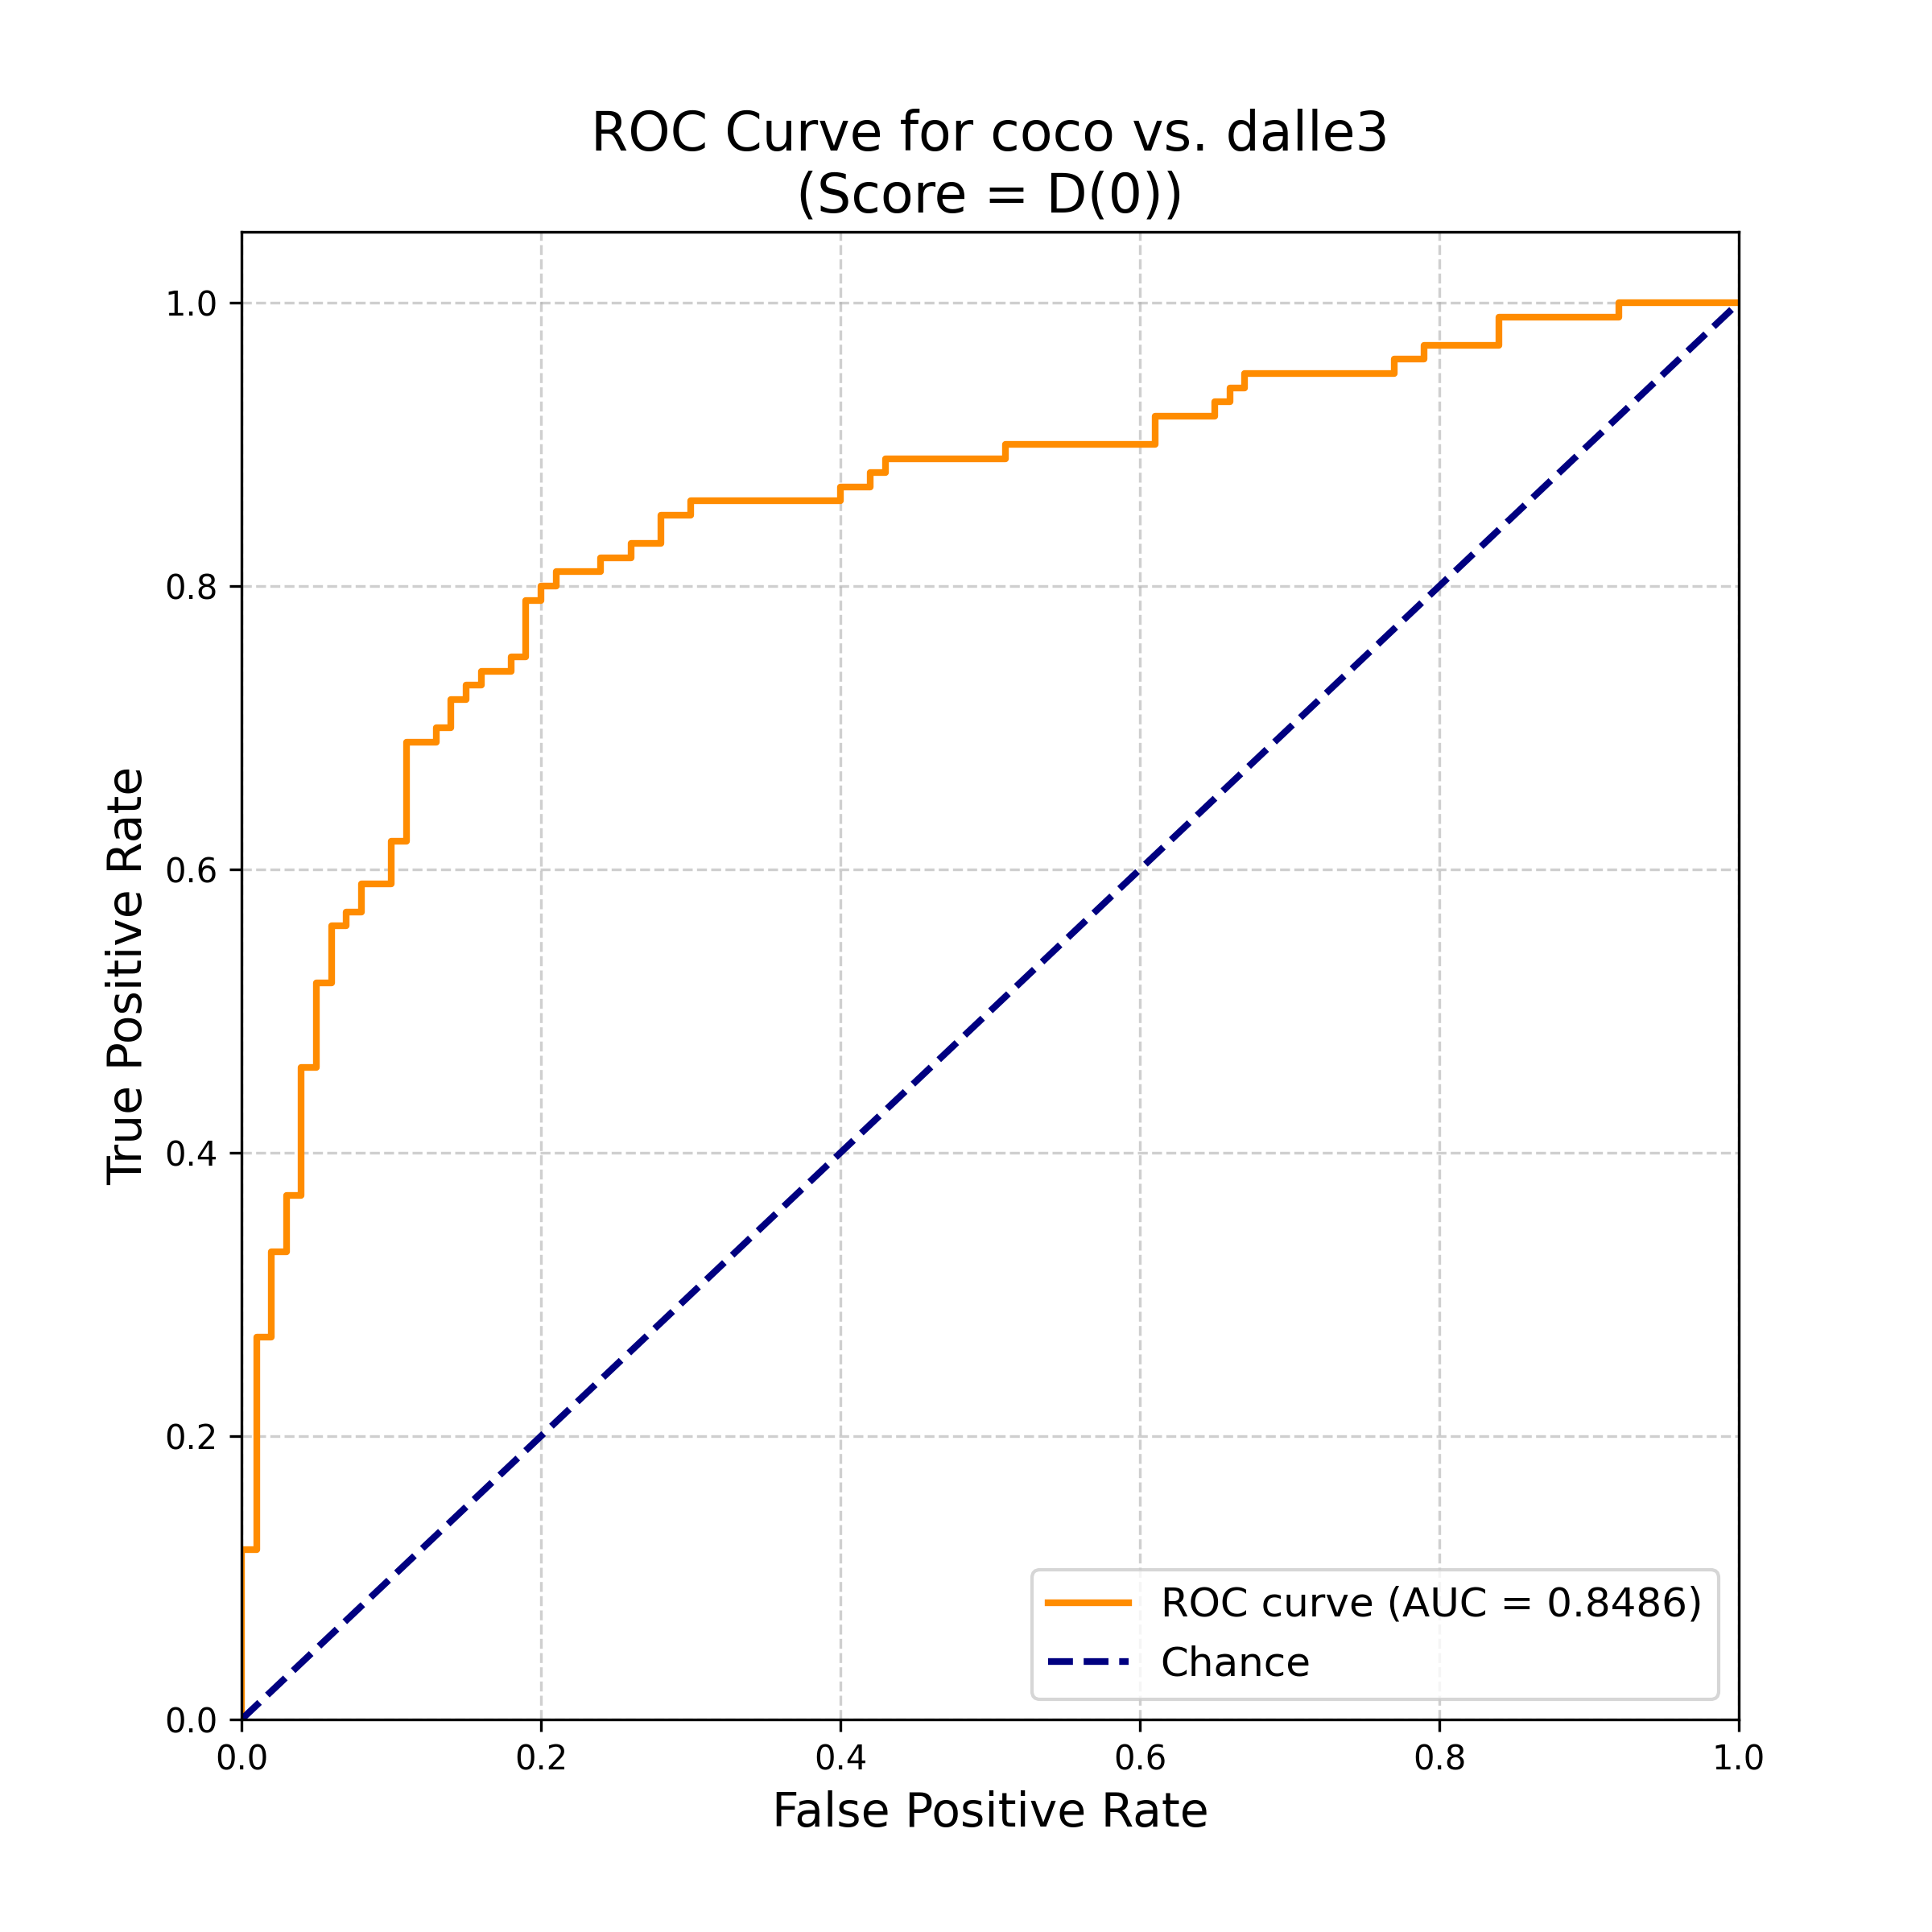 ROC Curve for coco vs. dalle3
(Score = D(0))
True Positive Rate
1.0
0.8
0.6
0.4
0.2
0.0
0.0 0.2 0.4 0.6 0.8 1.0
False Positive Rate
ROC curve (AUC = 0.8486)
Chance